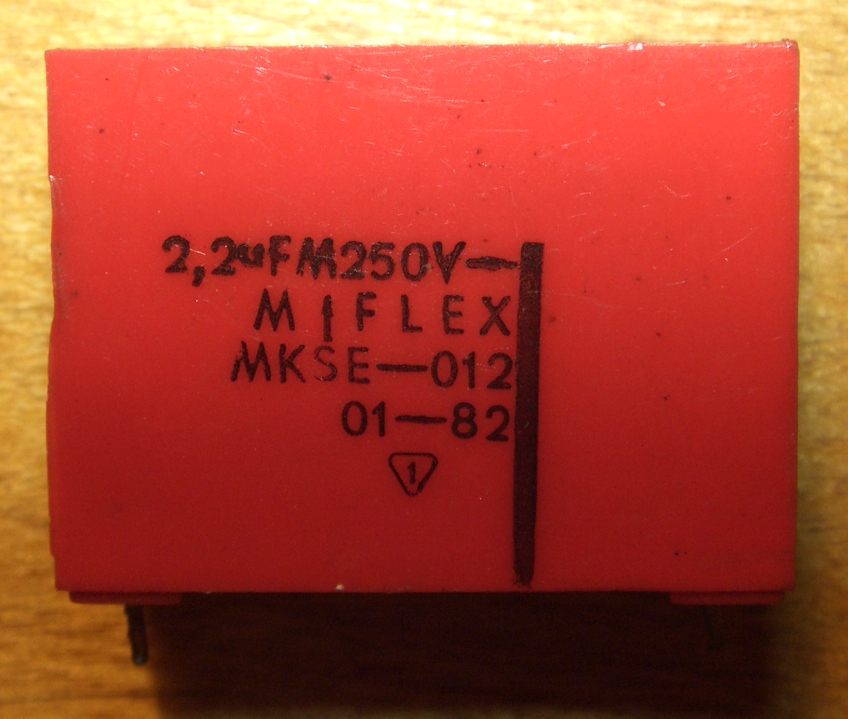 2,2uFM250V—
MIFLEX
MKSE—012
01—82
1